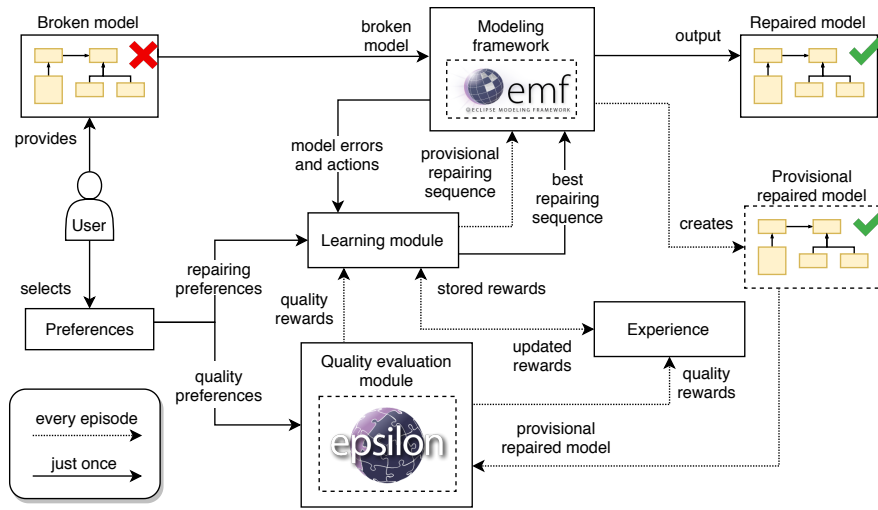 Broken model
broken
model
Modeling
framework
emf
@ECLIPSE MODELING FRAMEWORK
output
Repaired model
provides
model errors
and actions
provisional
repairing
sequence
best
repairing
sequence
Provisional
repaired model
creates
User
Learning module
selects
repairing
preferences
quality
rewards
stored rewards
Preferences
Experience
updated
rewards
quality
rewards
quality
preferences
Quality evaluation
module
epsilon
provisional
repaired model
every episode
just once